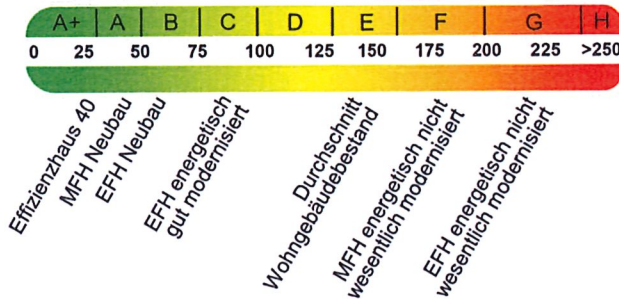 A+ A B C D E F G H
0 25 50 75 100 125 150 175 200 225 >250
Effizienzhaus 40
MFH Neubau
EFH Neubau
EFH energetisch
gut modernisiert
Durchschnitt
Wohngebäudebestand
MFH energetisch nicht
wesentlich modernisiert
EFH energetisch nicht
wesentlich modernisiert